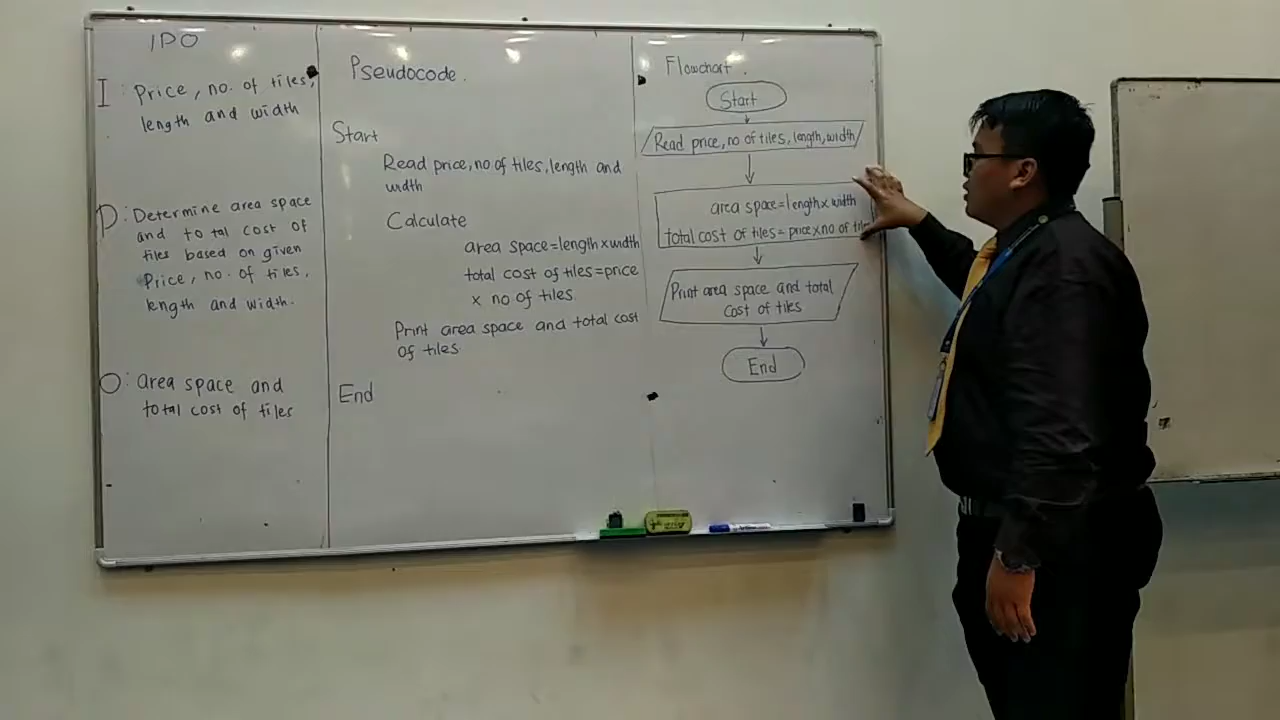 IPO
I : Price, no. of tiles,
length and width
P: Determine area space
and total cost of
tiles based on given
Price, no. of tiles,
length and width.
O: area space and
total cost of tiles
Pseudocode.
Start
Read price, no of tiles, length and
width
Calculate
area space=length x width
total cost of tiles=price
x no of tiles
Print area space and total cost
of tiles
End
Flowchart.
Start
Read price, no of tiles, length, width
area space=length x width
total cost of tiles = price x no of
Print area space and total
cost of tiles
End